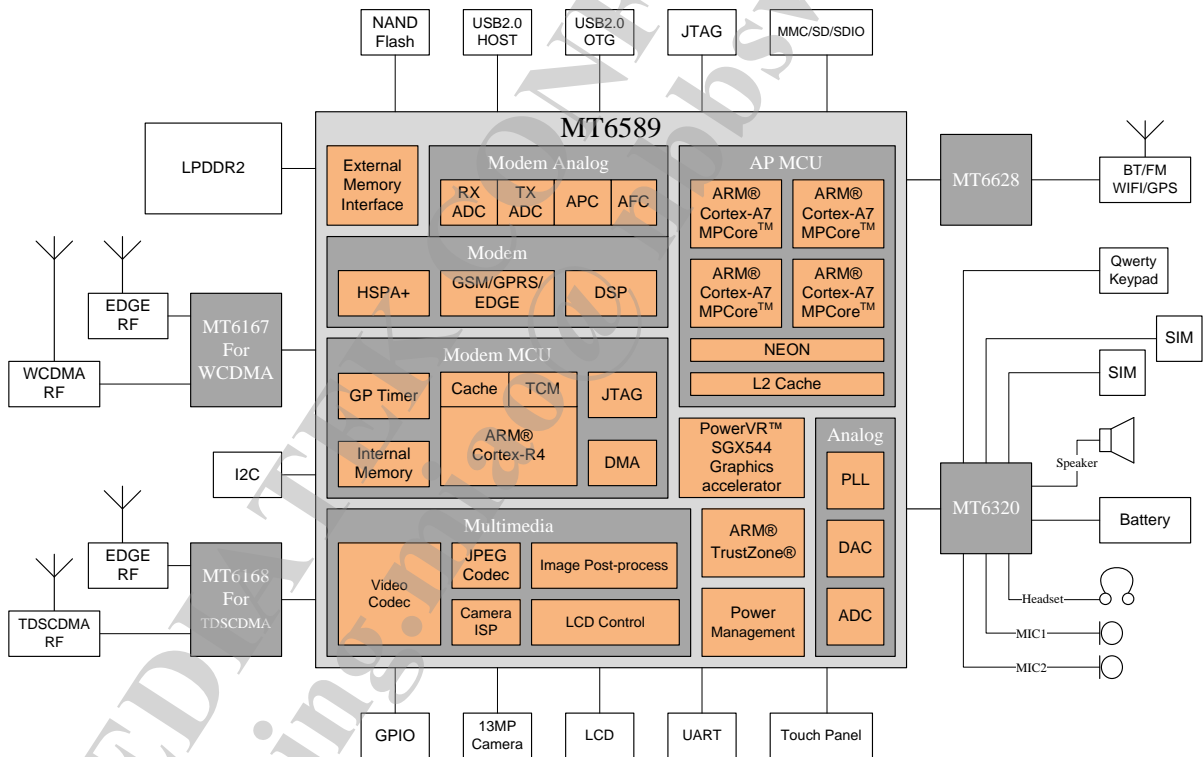 NAND
Flash
USB2.0
HOST
USB2.0
OTG
JTAG
MMC/SD/SDIO
MT6589
LPDDR2
External
Memory
Interface
Modem Analog
RX
ADC
TX
ADC
APC
AFC
AP MCU
ARM®
Cortex-A7
MPCore™
ARM®
Cortex-A7
MPCore™
ARM®
Cortex-A7
MPCore™
ARM®
Cortex-A7
MPCore™
NEON
L2 Cache
MT6628
BT/FM
WIFI/GPS
Modem
HSPA+
GSM/GPRS/
EDGE
DSP
EDGE
RF
WCDMA
RF
MT6167
For
WCDMA
Modem MCU
GP Timer
Cache
TCM
JTAG
Internal
Memory
ARM®
Cortex-R4
DMA
I2C
PowerVR™
SGX544
Graphics
accelerator
Analog
PLL
DAC
ADC
ARM®
TrustZone®
Power
Management
Qwerty
Keypad
SIM
SIM
Speaker
MT6320
Battery
Headset
MIC1
MIC2
EDGE
RF
TDSCDMA
RF
MT6168
For
TDSCDMA
Multimedia
Video
Codec
JPEG
Codec
Image Post-process
Camera
ISP
LCD Control
GPIO
13MP
Camera
LCD
UART
Touch Panel